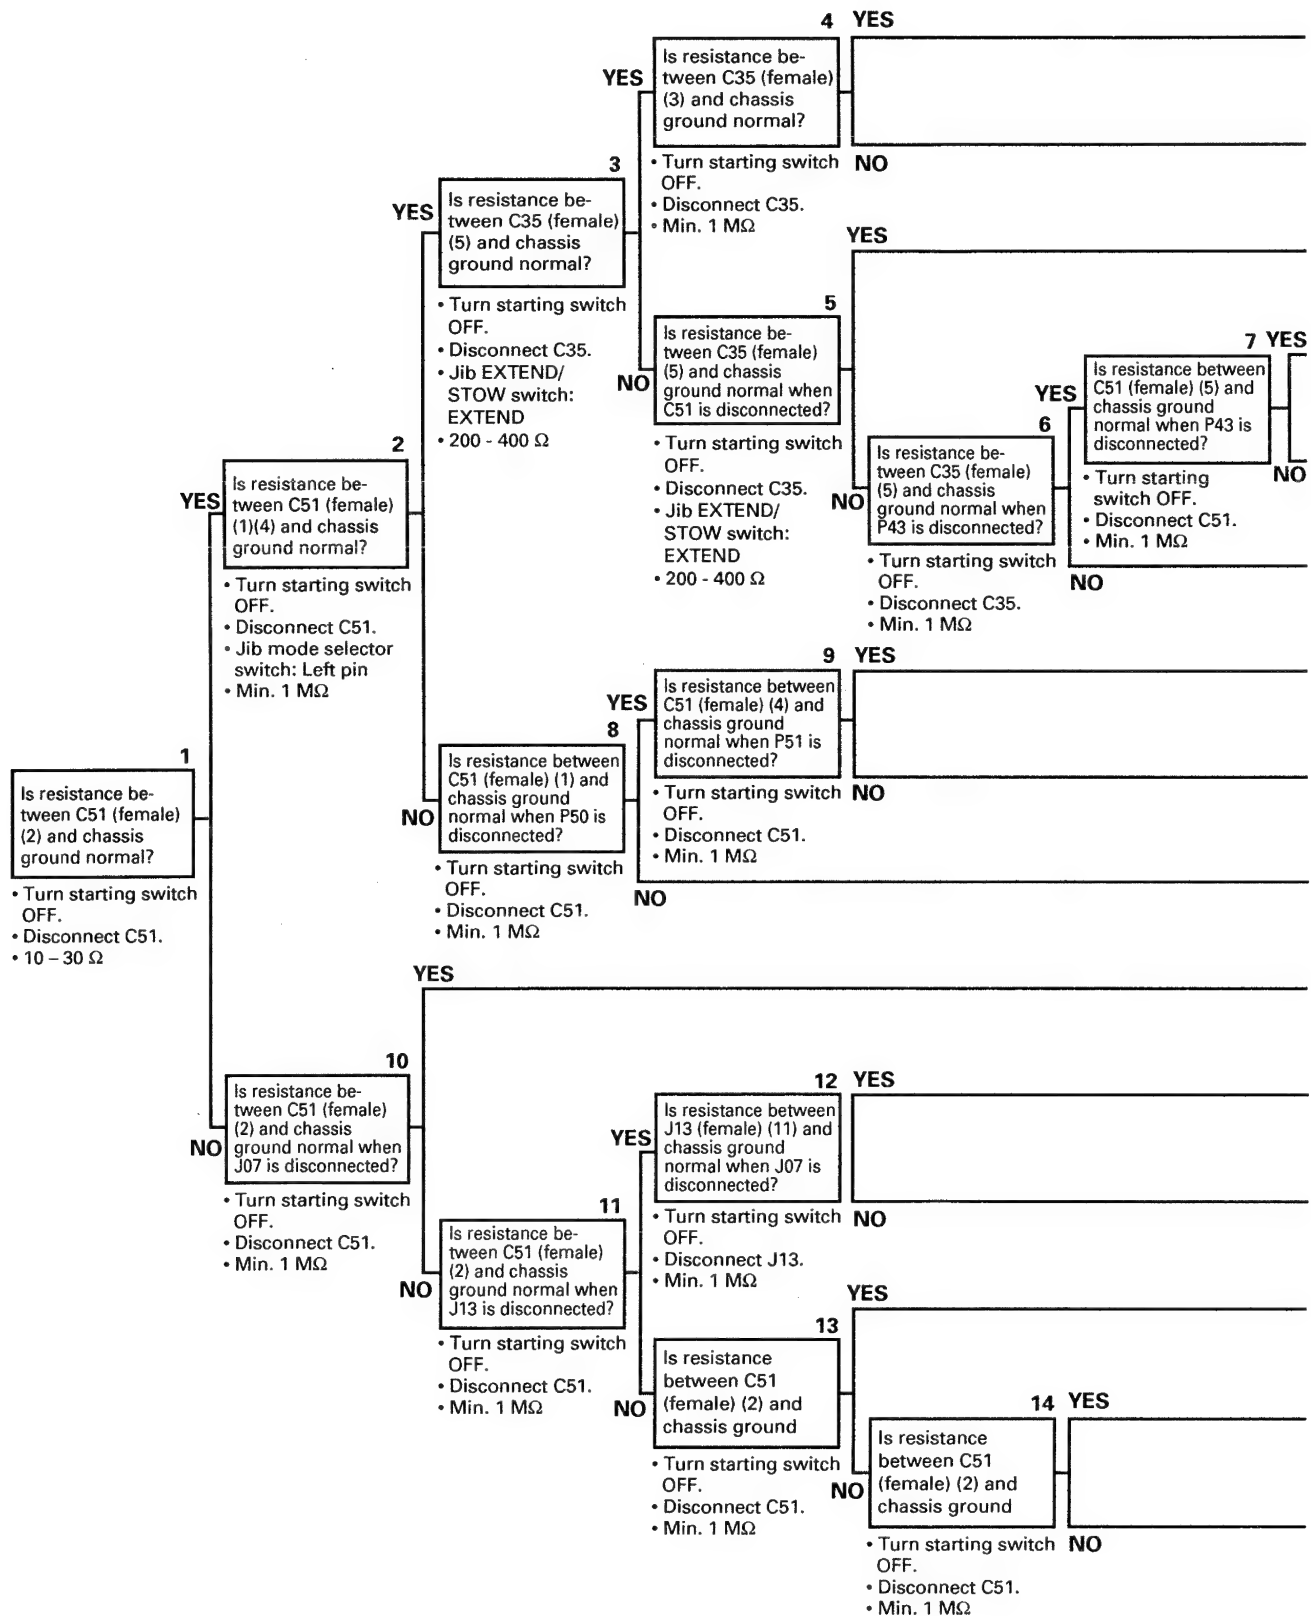 1
Is resistance be-
tween C51 (female)
(2) and chassis
ground normal?
• Turn starting switch
OFF.
• Disconnect C51.
• 10 – 30 Ω
YES
2
Is resistance be-
tween C51 (female)
(1)(4) and chassis
ground normal?
• Turn starting switch
OFF.
• Disconnect C51.
• Jib mode selector
switch: Left pin
• Min. 1 MΩ
YES
3
Is resistance be-
tween C35 (female)
(5) and chassis
ground normal?
• Turn starting switch
OFF.
• Disconnect C35.
• Jib EXTEND/
STOW switch:
EXTEND
• 200 - 400 Ω
YES
4
Is resistance be-
tween C35 (female)
(3) and chassis
ground normal?
• Turn starting switch
OFF.
• Disconnect C35.
• Min. 1 MΩ
YES
NO
NO
5
Is resistance be-
tween C35 (female)
(5) and chassis
ground normal when
C51 is disconnected?
• Turn starting switch
OFF.
• Disconnect C35.
• Jib EXTEND/
STOW switch:
EXTEND
• 200 - 400 Ω
YES
NO
6
Is resistance be-
tween C35 (female)
(5) and chassis
ground normal when
P43 is disconnected?
• Turn starting switch
OFF.
• Disconnect C35.
• Min. 1 MΩ
YES
7
Is resistance between
C51 (female) (5) and
chassis ground
normal when P43 is
disconnected?
• Turn starting
switch OFF.
• Disconnect C51.
• Min. 1 MΩ
YES
NO
NO
NO
8
Is resistance between
C51 (female) (1) and
chassis ground
normal when P50 is
disconnected?
• Turn starting switch
OFF.
• Disconnect C51.
• Min. 1 MΩ
YES
9
Is resistance between
C51 (female) (4) and
chassis ground
normal when P51 is
disconnected?
• Turn starting switch
OFF.
• Disconnect C51.
• Min. 1 MΩ
YES
NO
NO
NO
10
Is resistance be-
tween C51 (female)
(2) and chassis
ground normal when
J07 is disconnected?
• Turn starting switch
OFF.
• Disconnect C51.
• Min. 1 MΩ
YES
NO
11
Is resistance be-
tween C51 (female)
(2) and chassis
ground normal when
J13 is disconnected?
• Turn starting switch
OFF.
• Disconnect C51.
• Min. 1 MΩ
YES
12
Is resistance between
J13 (female) (11) and
chassis ground
normal when J07 is
disconnected?
• Turn starting switch
OFF.
• Disconnect J13.
• Min. 1 MΩ
YES
NO
NO
13
Is resistance
between C51
(female) (2) and
chassis ground
• Turn starting switch
OFF.
• Disconnect C51.
• Min. 1 MΩ
YES
NO
14
Is resistance
between C51
(female) (2) and
chassis ground
• Turn starting switch
OFF.
• Disconnect C51.
• Min. 1 MΩ
YES
NO